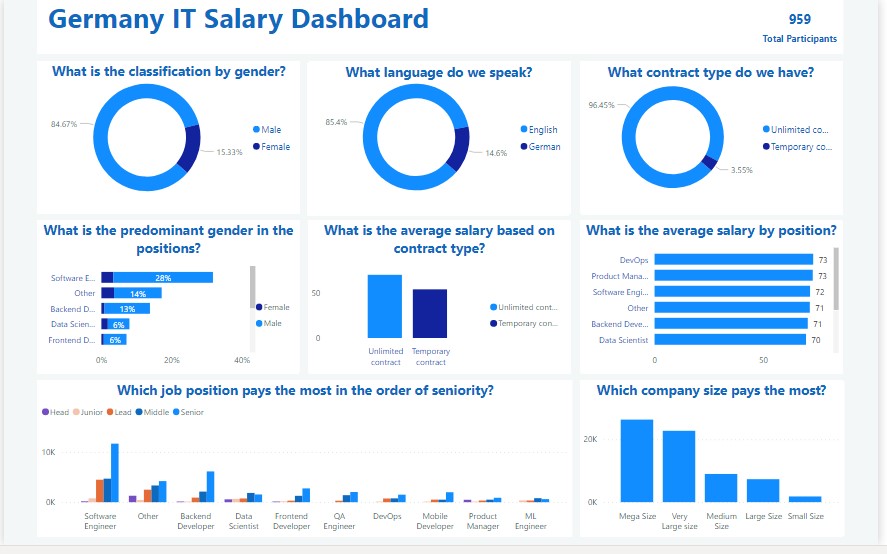 Germany IT Salary Dashboard
959
Total Participants
What is the classification by gender?
84.67%
15.33%
Male
Female
What language do we speak?
85.4%
14.6%
English
German
What contract type do we have?
96.45%
3.55%
Unlimited co...
Temporary co...
What is the predominant gender in the
positions?
Software E...
28%
Other
14%
Backend D...
13%
Data Scien...
6%
Frontend D...
6%
0%
20%
40%
Female
Male
What is the average salary based on
contract type?
50
0
Unlimited
contract
Temporary
contract
Unlimited cont...
Temporary con...
What is the average salary by position?
DevOps
73
Product Mana...
73
Software Engi...
72
Other
71
Backend Deve...
71
Data Scientist
70
0
50
Which job position pays the most in the order of seniority?
Head
Junior
Lead
Middle
Senior
10K
0K
Software
Engineer
Other
Backend
Developer
Data
Scientist
Frontend
Developer
QA
Engineer
DevOps
Mobile
Developer
Product
Manager
ML
Engineer
Which company size pays the most?
20K
0K
Mega Size
Very
Large size
Medium
Size
Large Size
Small Size